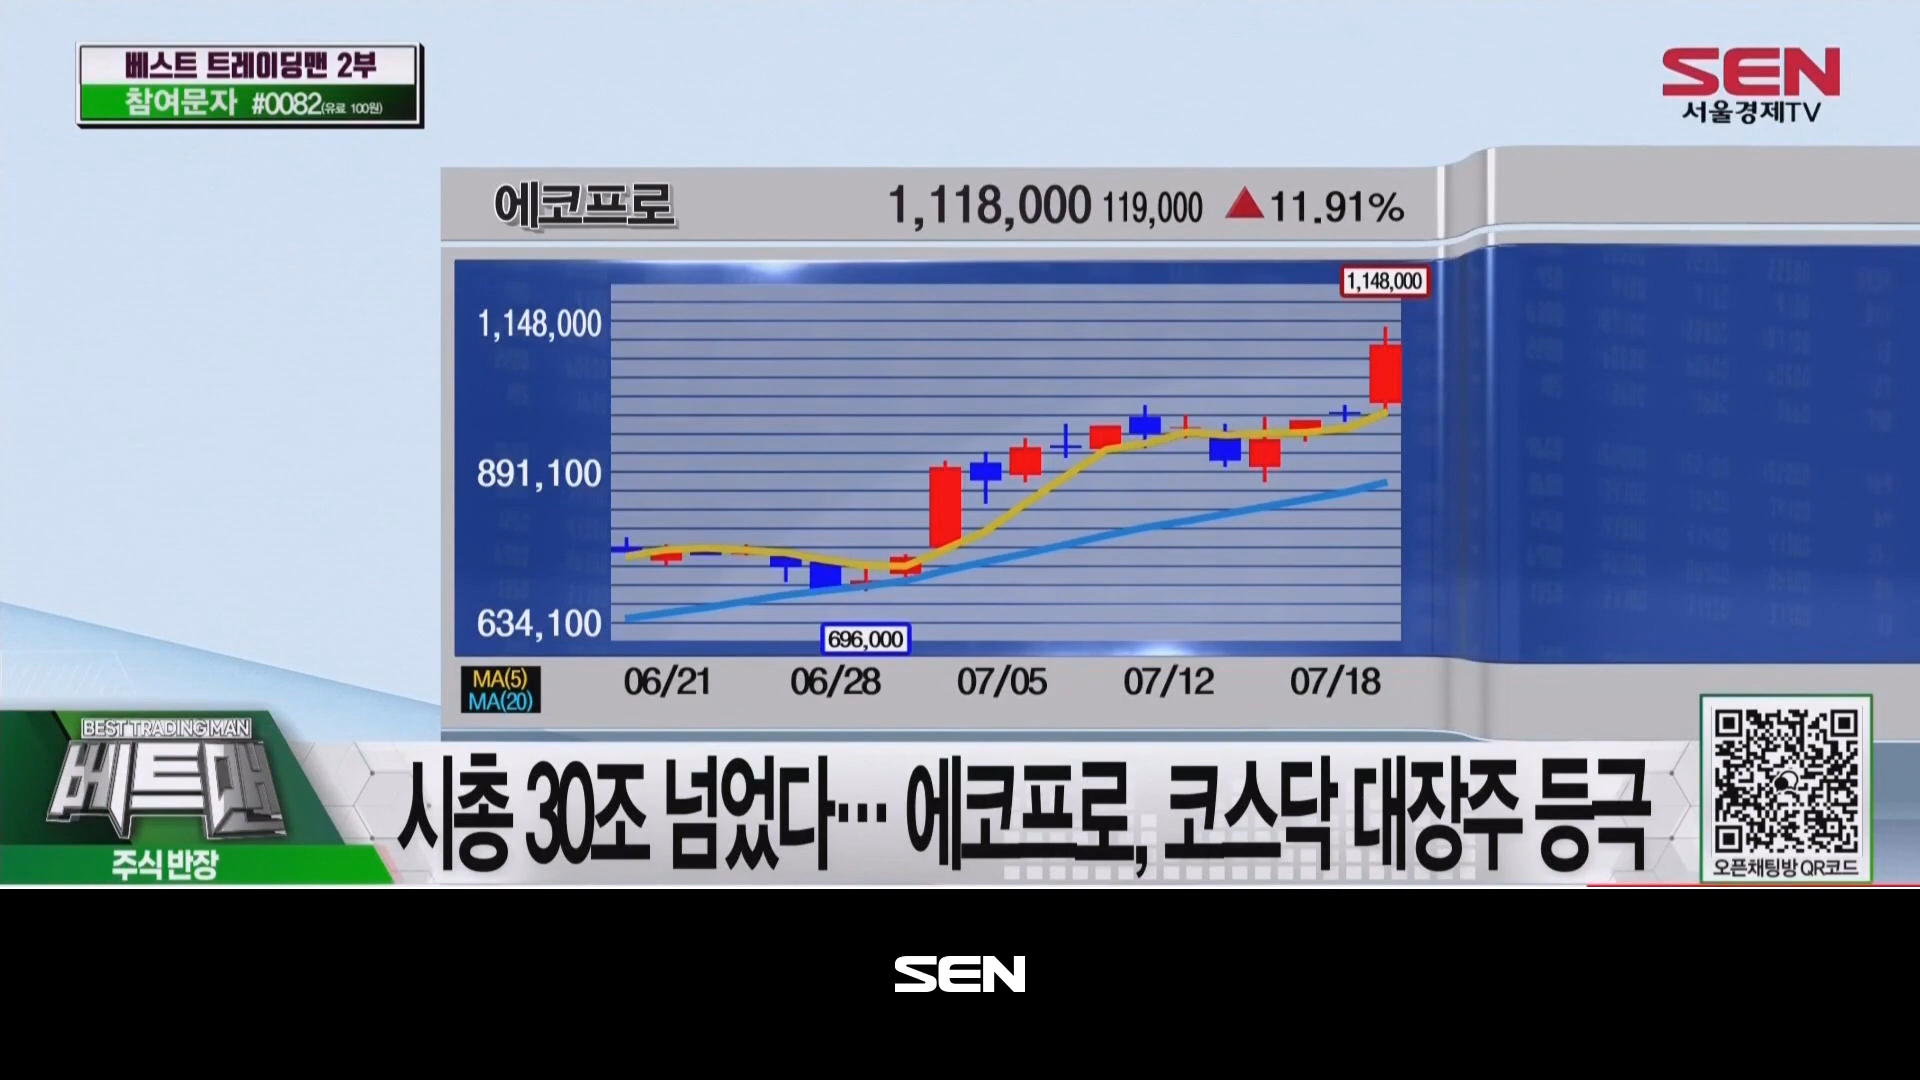 베스트 트레이딩맨 2부
참여문자 #0082(유료 100원)
SEN
서울경제TV
에코프로 1,118,000 119,000 ▲11.91%
1,148,000
1,148,000
891,100
634,100
696,000
MA(5)
MA(20)
06/21 06/28 07/05 07/12 07/18
BEST TRADING MAN
베트맨
주식 반장
시총 30조 넘었다… 에코프로, 코스닥 대장주 등극
오픈채팅방 QR코드
SEN